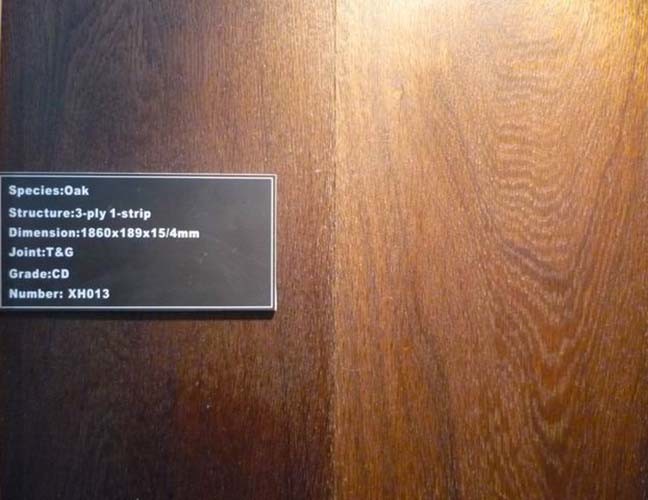 Species:Oak
Structure:3-ply 1-strip
Dimension:1860x189x15/4mm
Joint:T&G
Grade:CD
Number: XH013